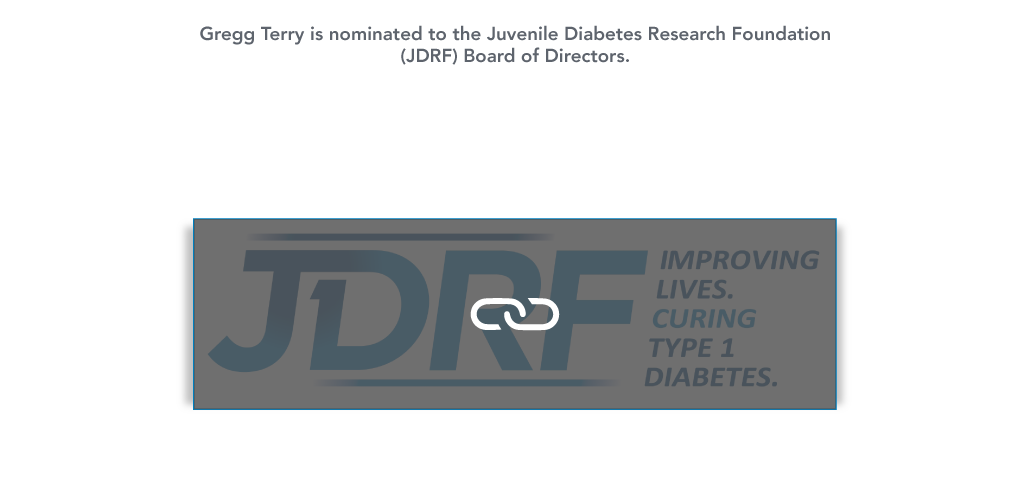 Gregg Terry is nominated to the Juvenile Diabetes Research Foundation
(JDRF) Board of Directors.
JDRF
IMPROVING
LIVES.
CURING
TYPE 1
DIABETES.